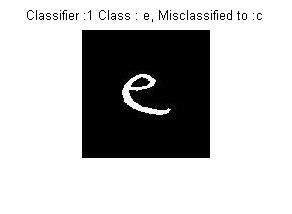 Classifier :1 Class : e, Misclassified to :c
e